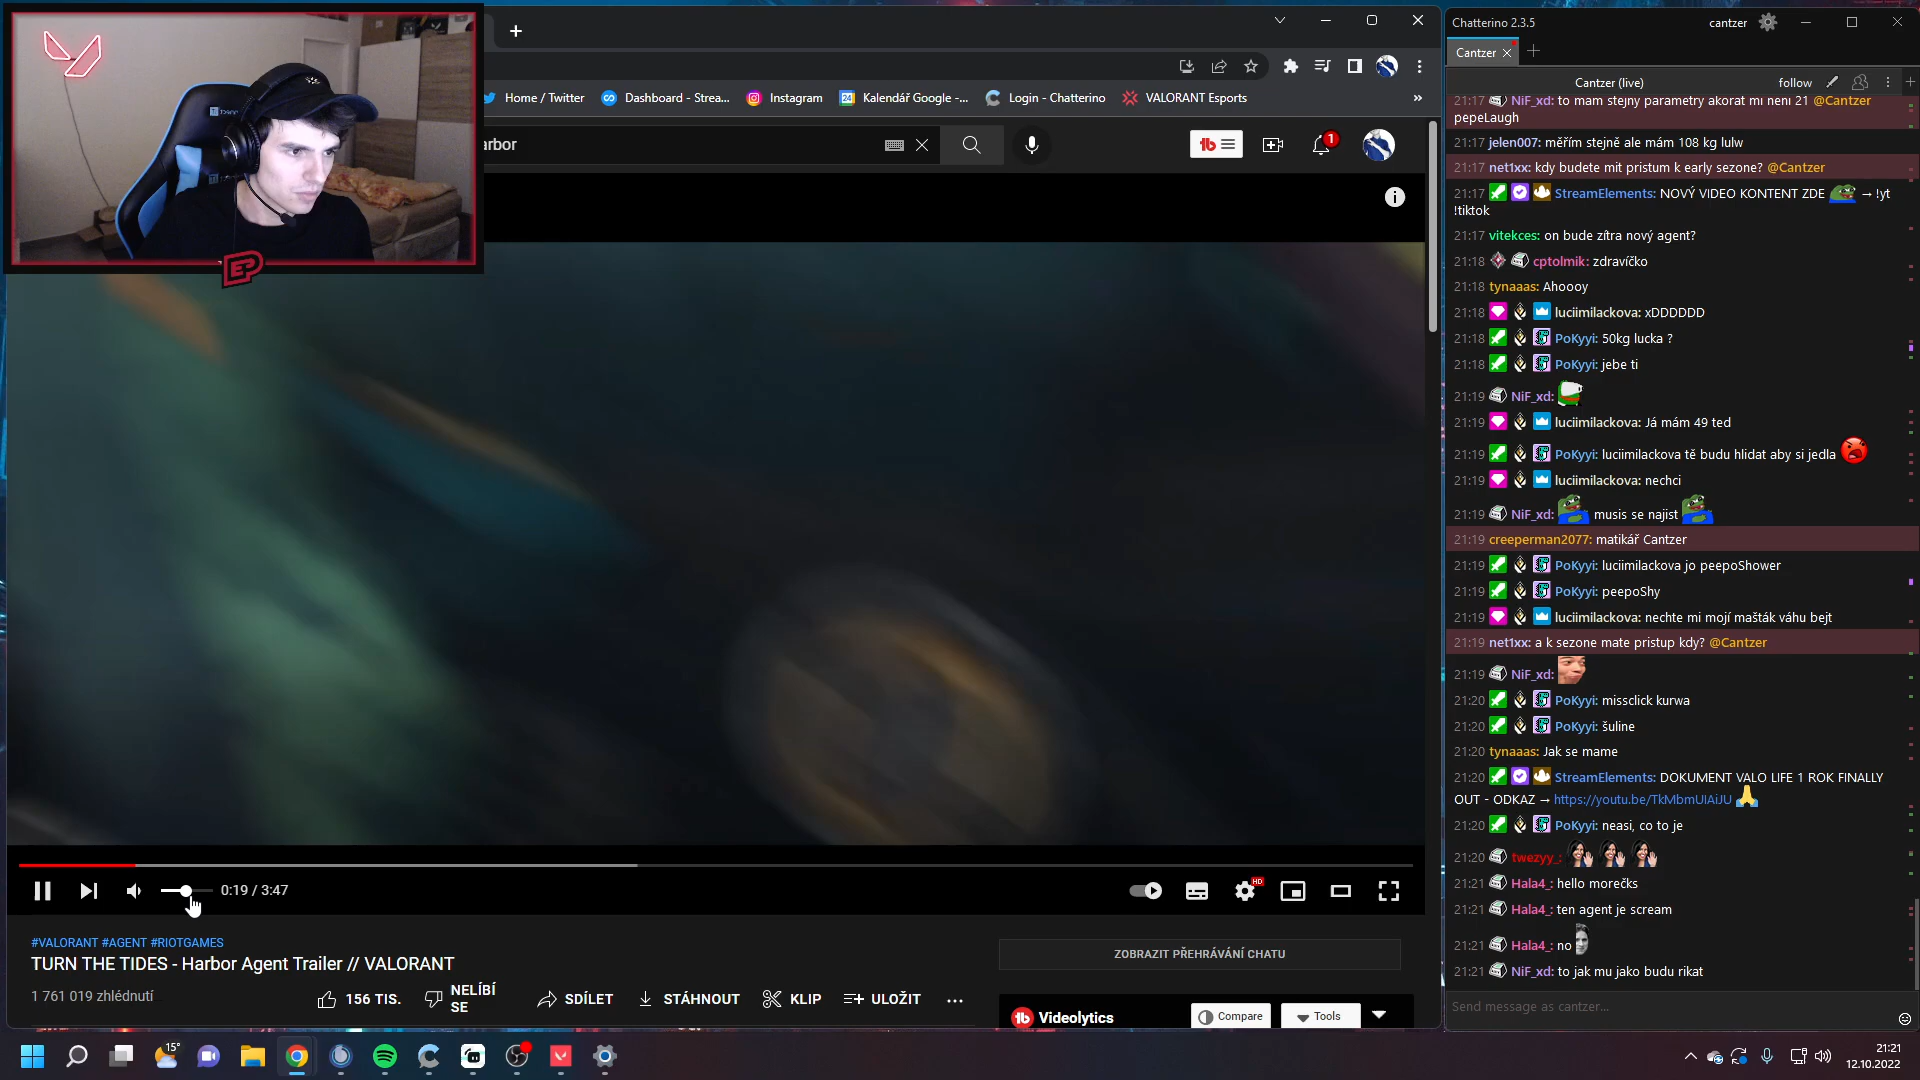 Home / Twitter
Dashboard - Strea...
Instagram
Kalendář Google -...
Login - Chatterino
VALORANT Esports
»
arbor
1
EP
0:19 / 3:47
HD
#VALORANT #AGENT #RIOTGAMES
TURN THE TIDES - Harbor Agent Trailer // VALORANT
1 761 019 zhlédnutí
156 TIS.
NELÍBÍ
SE
SDÍLET
STÁHNOUT
KLIP
ULOŽIT
...
ZOBRAZIT PŘEHRÁVÁNÍ CHATU
Videolytics
Compare
Tools
Chatterino 2.3.5
cantzer
Cantzer
Cantzer (live)
follow
21:17 NiF_xd: to mam stejny parametry akorat mi neni 21 @Cantzer
pepeLaugh
21:17 jelen007: měřím stejně ale mám 108 kg lulw
21:17 net1xx: kdy budete mit pristum k early sezone? @Cantzer
21:17 StreamElements: NOVÝ VIDEO KONTENT ZDE → !yt
!tiktok
21:17 vitekces: on bude zítra nový agent?
21:18 cptolmik: zdravíčko
21:18 tynaaas: Ahoooy
21:18 luciimilackova: xDDDDDD
21:18 PoKyyi: 50kg lucka ?
21:18 PoKyyi: jebe ti
21:19 NiF_xd:
21:19 luciimilackova: Já mám 49 ted
21:19 PoKyyi: luciimilackova tě budu hlidat aby si jedla
21:19 luciimilackova: nechci
21:19 NiF_xd: musis se najist
21:19 creeperman2077: matikář Cantzer
21:19 PoKyyi: luciimilackova jo peepoShower
21:19 PoKyyi: peepoShy
21:19 luciimilackova: nechte mi mojí mašták váhu bejt
21:19 net1xx: a k sezone mate pristup kdy? @Cantzer
21:19 NiF_xd:
21:20 PoKyyi: missclick kurwa
21:20 PoKyyi: šuline
21:20 tynaaas: Jak se mame
21:20 StreamElements: DOKUMENT VALO LIFE 1 ROK FINALLY
OUT - ODKAZ → https://youtu.be/TkMbmUIAiJU
21:20 PoKyyi: neasi, co to je
21:20 twezyy_:
21:21 Hala4_: hello morečks
21:21 Hala4_: ten agent je scream
21:21 Hala4_: no
21:21 NiF_xd: to jak mu jako budu rikat
Send message as cantzer...
15°
21:21
12.10.2022